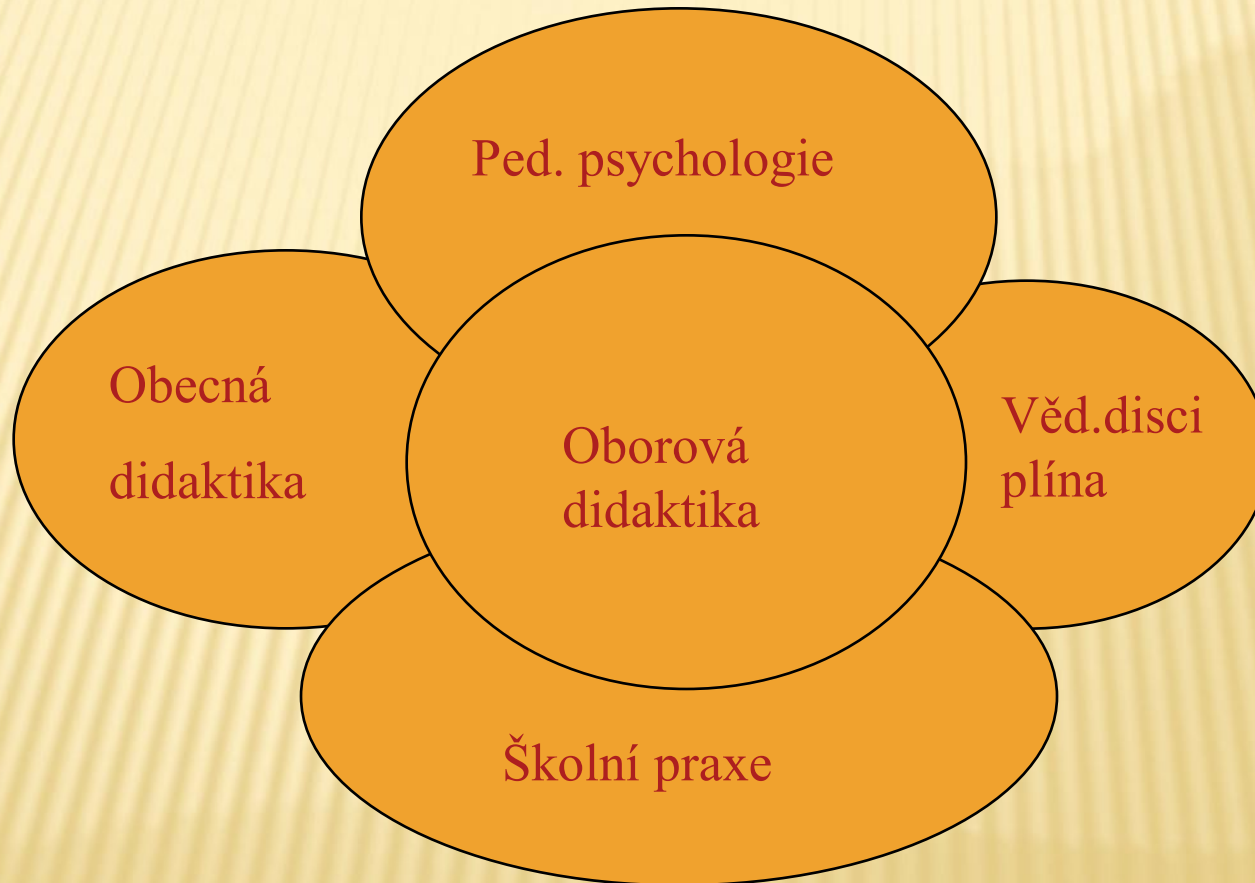 Ped. psychologie
Obecná
didaktika
Oborová
didaktika
Věd.disci
plína
Školní praxe